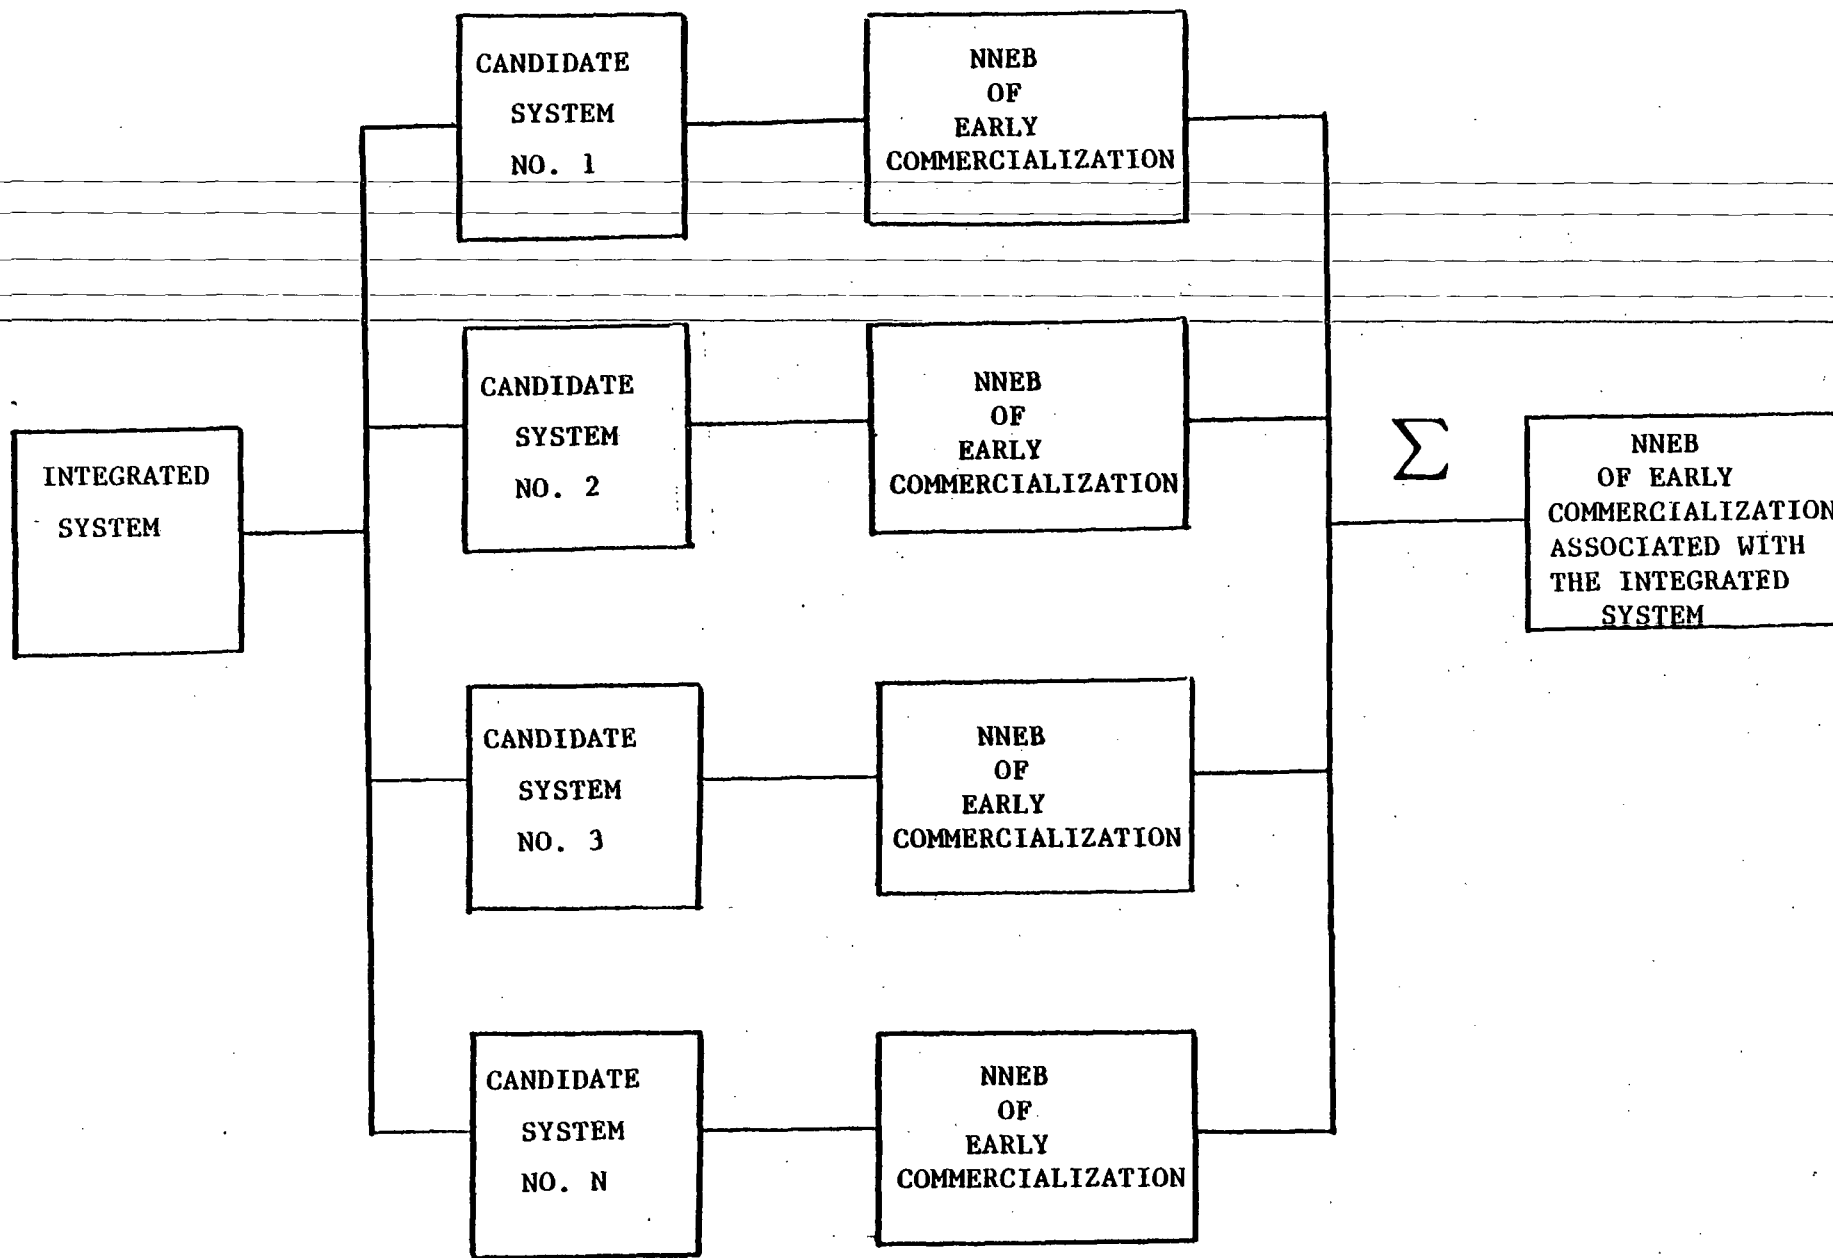 INTEGRATED
SYSTEM
CANDIDATE
SYSTEM
NO. 1
NNEB
OF
EARLY
COMMERCIALIZATION
CANDIDATE
SYSTEM
NO. 2
NNEB
OF
EARLY
COMMERCIALIZATION
CANDIDATE
SYSTEM
NO. 3
NNEB
OF
EARLY
COMMERCIALIZATION
CANDIDATE
SYSTEM
NO. N
NNEB
OF
EARLY
COMMERCIALIZATION
Σ
NNEB
OF EARLY
COMMERCIALIZATION
ASSOCIATED WITH
THE INTEGRATED
SYSTEM